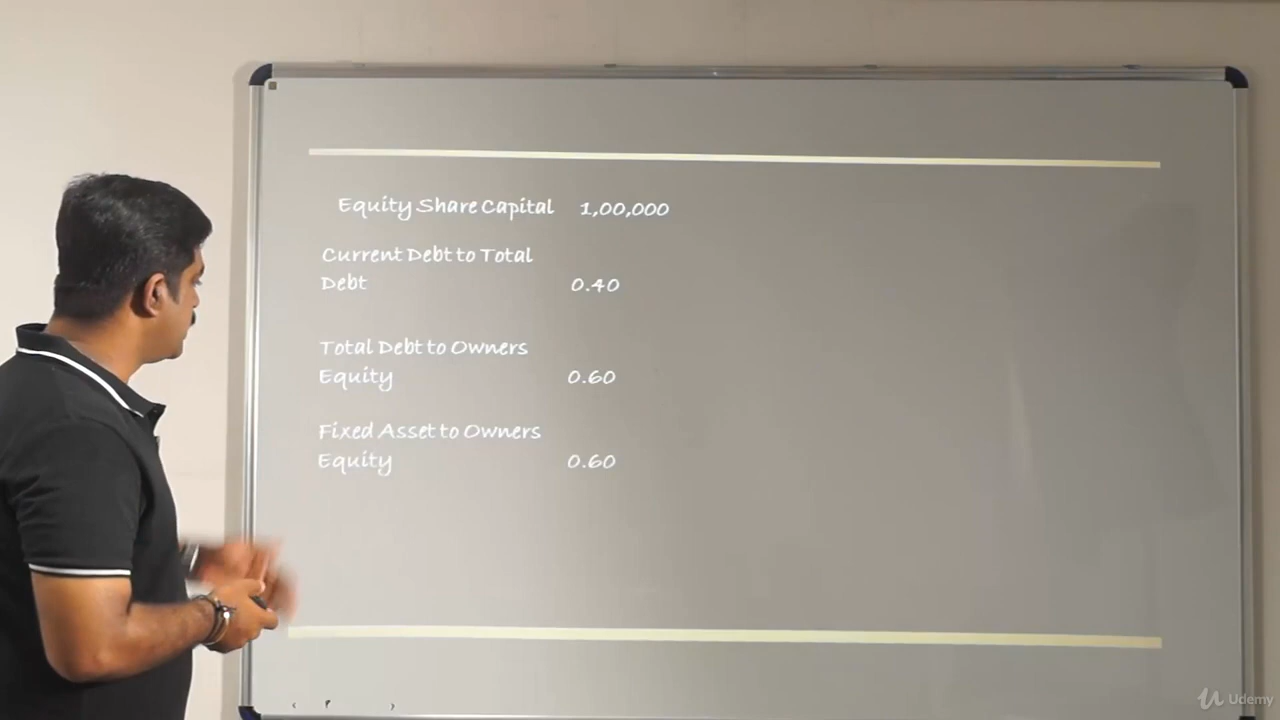 Equity Share Capital 1,00,000
Current Debt to Total
Debt 0.40
Total Debt to Owners
Equity 0.60
Fixed Asset to Owners
Equity 0.60
Udemy